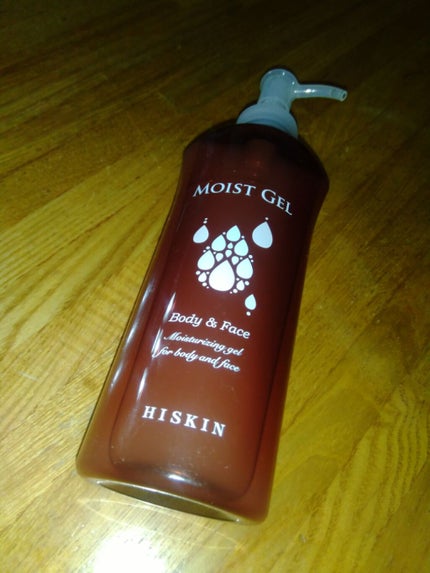 MOIST GEL
Body & Face
Moisturizing gel
for body and face
HISKIN